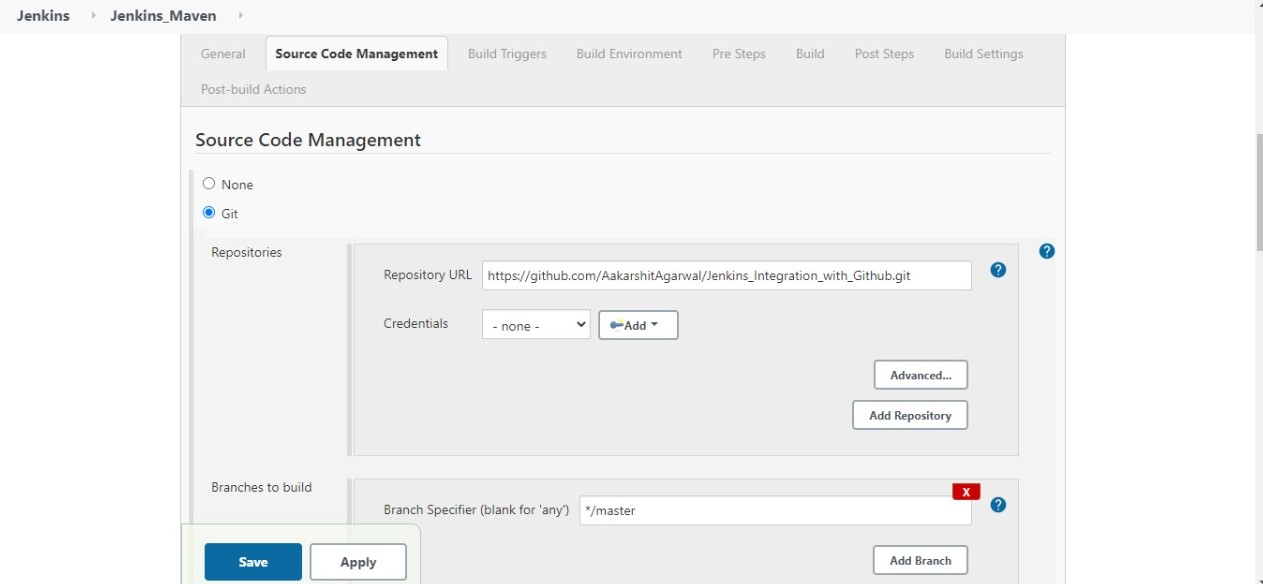 Jenkins Jenkins_Maven
General Source Code Management Build Triggers Build Environment Pre Steps Build Post Steps Build Settings
Post-build Actions
Source Code Management
None
Git
Repositories
?
Repository URL https://github.com/AakarshitAgarwal/Jenkins_Integration_with_Github.git ?
Credentials - none - Add
Advanced...
Add Repository
Branches to build
X
Branch Specifier (blank for 'any') */master ?
Save Apply
Add Branch